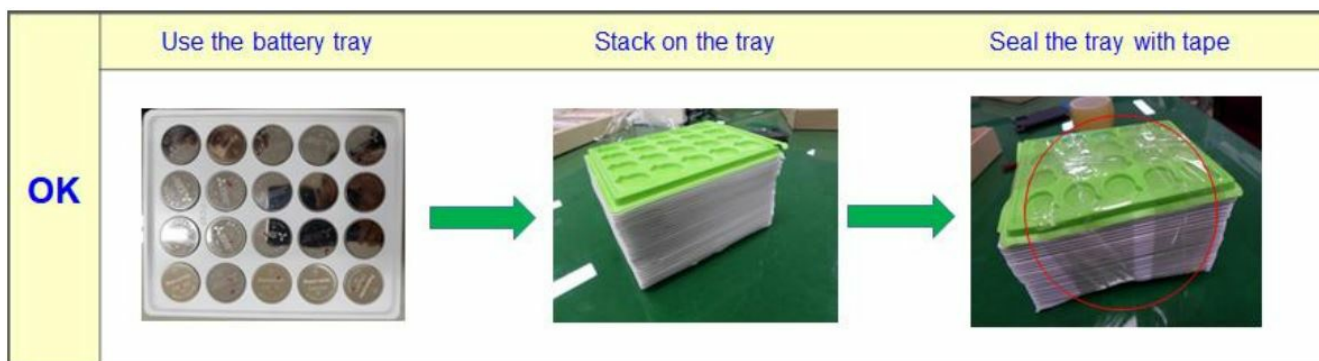 Use the battery tray
Stack on the tray
Seal the tray with tape
OK